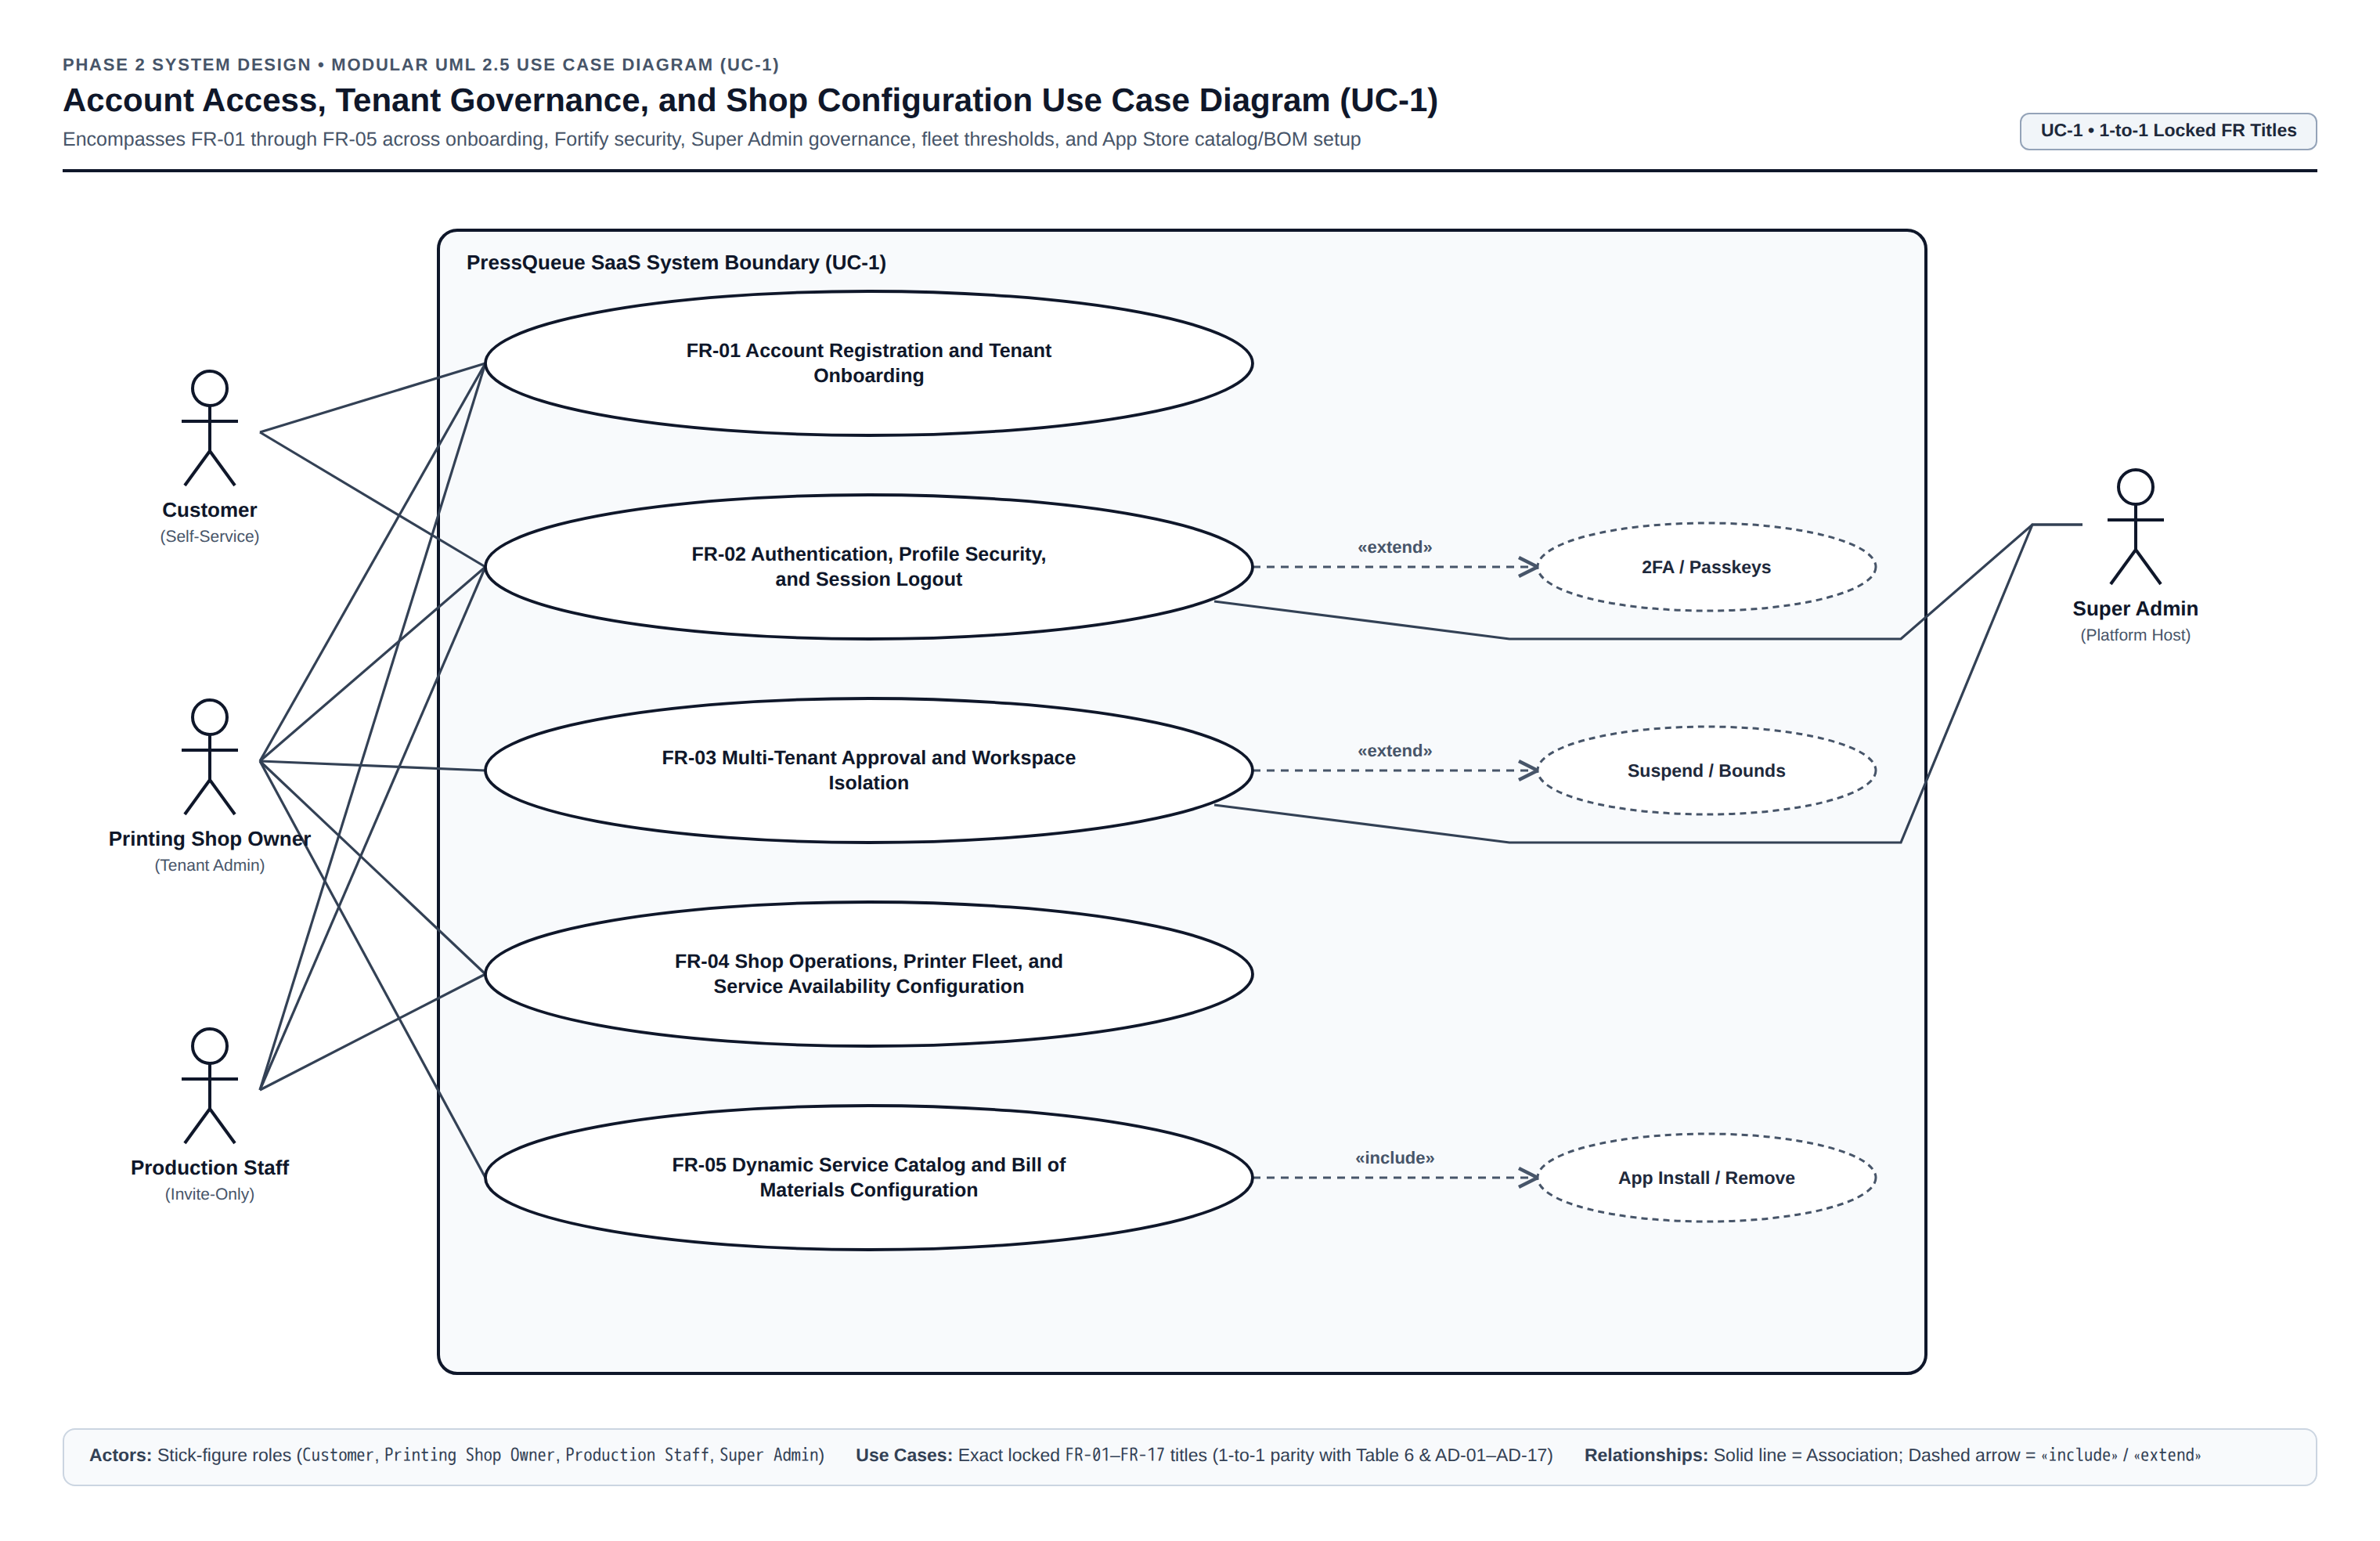 PHASE 2 SYSTEM DESIGN • MODULAR UML 2.5 USE CASE DIAGRAM (UC-1)
Account Access, Tenant Governance, and Shop Configuration Use Case Diagram (UC-1)
Encompasses FR-01 through FR-05 across onboarding, Fortify security, Super Admin governance, fleet thresholds, and App Store catalog/BOM setup
UC-1 • 1-to-1 Locked FR Titles
PressQueue SaaS System Boundary (UC-1)
FR-01 Account Registration and Tenant
Onboarding
Customer
(Self-Service)
FR-02 Authentication, Profile Security,
and Session Logout
«extend»
2FA / Passkeys
Super Admin
(Platform Host)
Printing Shop Owner
(Tenant Admin)
FR-03 Multi-Tenant Approval and Workspace
Isolation
«extend»
Suspend / Bounds
FR-04 Shop Operations, Printer Fleet, and
Service Availability Configuration
Production Staff
(Invite-Only)
FR-05 Dynamic Service Catalog and Bill of
Materials Configuration
«include»
App Install / Remove
Actors: Stick-figure roles (Customer, Printing Shop Owner, Production Staff, Super Admin) Use Cases: Exact locked FR-01–FR-17 titles (1-to-1 parity with Table 6 & AD-01–AD-17) Relationships: Solid line = Association; Dashed arrow = «include» / «extend»